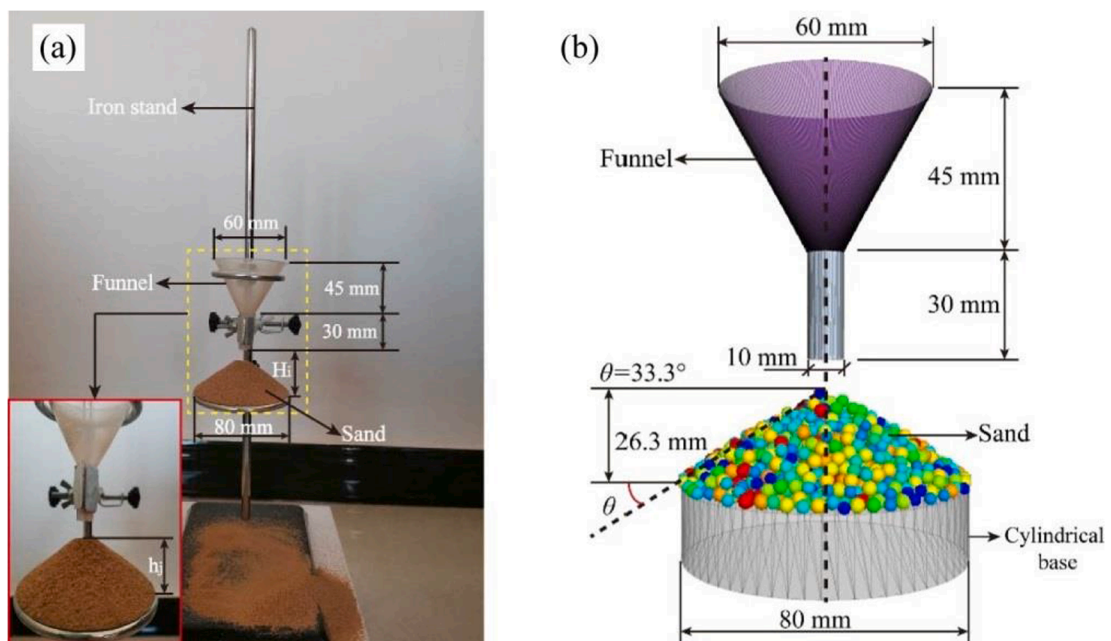 (a)
Iron stand
60 mm
Funnel
45 mm
30 mm
Hi
80 mm
Sand
hj
(b)
60 mm
Funnel
45 mm
30 mm
10 mm
θ=33.3°
26.3 mm
Sand
θ
Cylindrical
base
80 mm